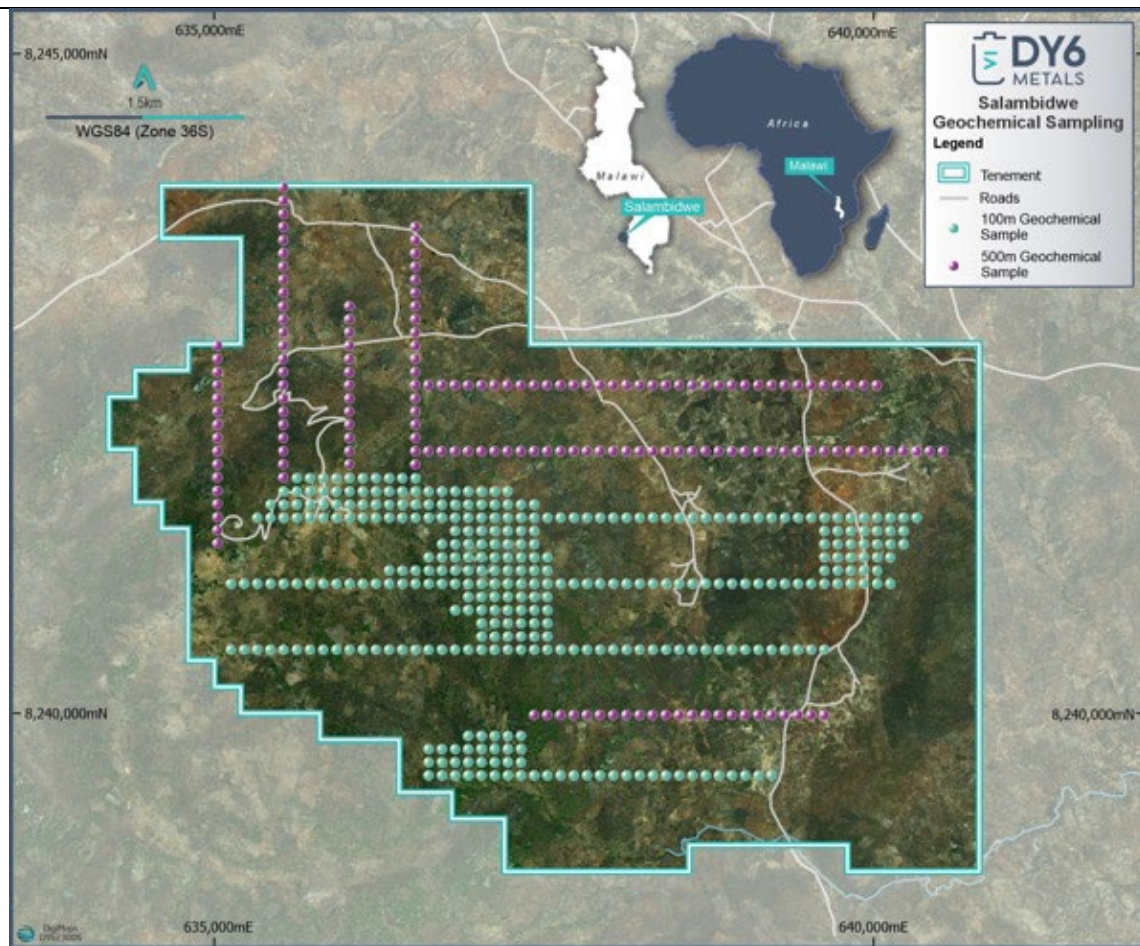 635,000mE
640,000mE
8,245,000mN
1.5km
WGS84 (Zone 36S)
Africa
Malawi
Malawi
Salambidwe
DY6
METALS
Salambidwe
Geochemical Sampling
Legend
Tenement
Roads
100m Geochemical
Sample
500m Geochemical
Sample
8,240,000mN
8,240,000mN
635,000mE
640,000mE
DigMaps